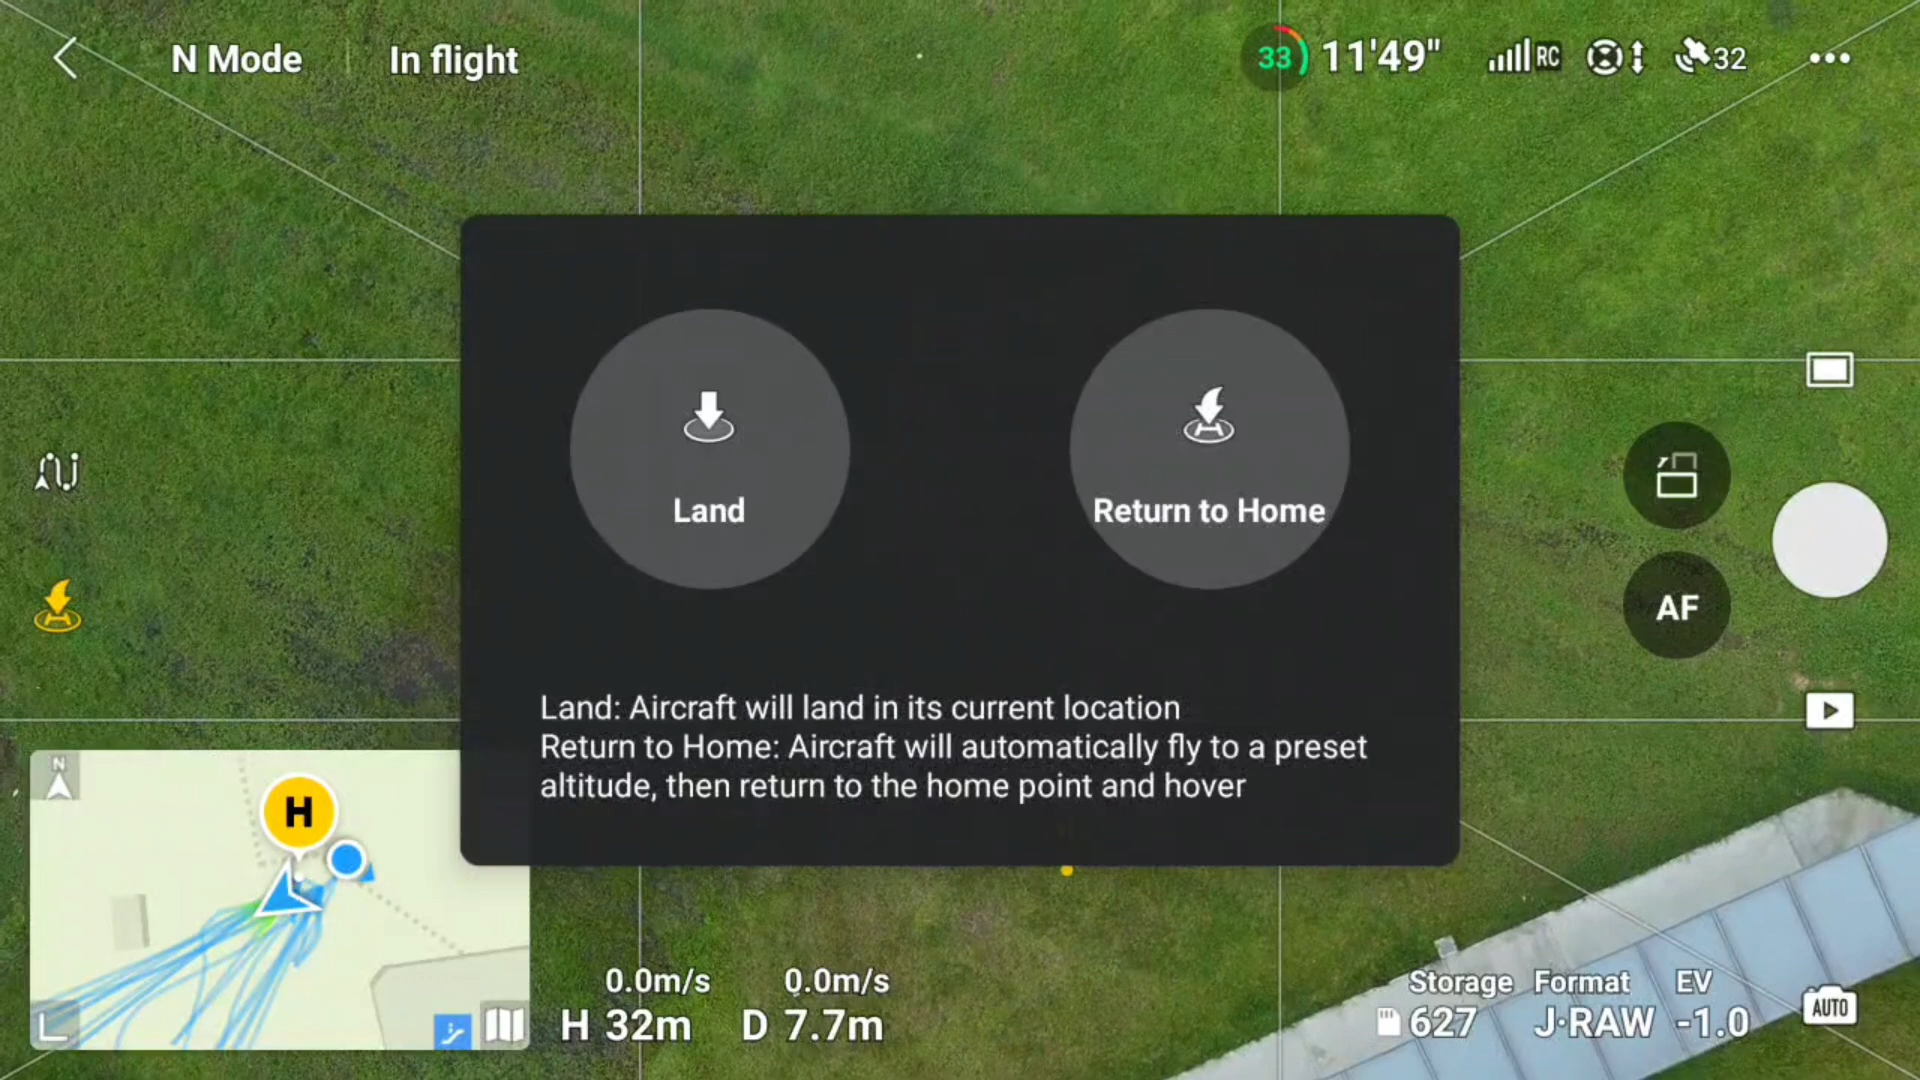 N Mode
In flight
33
11'49"
RC
32
Land
Return to Home
AF
Land: Aircraft will land in its current location
Return to Home: Aircraft will automatically fly to a preset
altitude, then return to the home point and hover
N
H
0.0m/s
0.0m/s
H 32m
D 7.7m
Storage
Format
EV
627
J·RAW
-1.0
AUTO